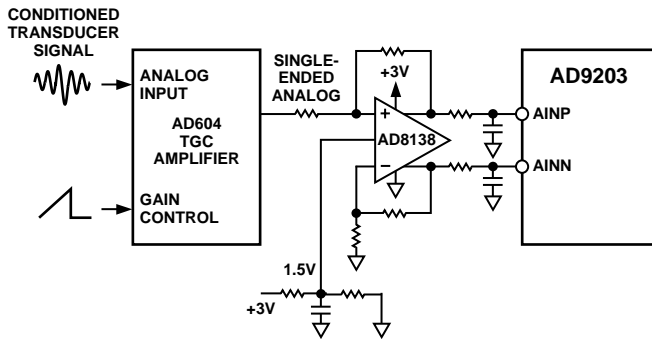 CONDITIONED
TRANSDUCER
SIGNAL
ANALOG
INPUT
AD604
TGC
AMPLIFIER
GAIN
CONTROL
SINGLE-
ENDED
ANALOG
+3V
+
AD8138
−
1.5V
+3V
AD9203
AINP
AINN